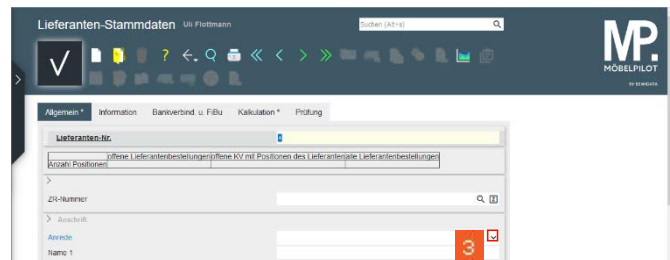 Lieferanten-Stammdaten Uli Flottmann
Suchen (Alt+s)
MP.
MÖBELPILOT
BY BEWIDATA
Allgemein * Information Bankverbind. u. FiBu Kalkulation * Prüfung
Lieferanten-Nr.
offene Lieferantenbestellungen offene KV mit Positionen des Lieferanten alle Lieferantenbestellungen
Anzahl Positionen
ZR-Nummer
Anschrift
Anrede
3
Name 1